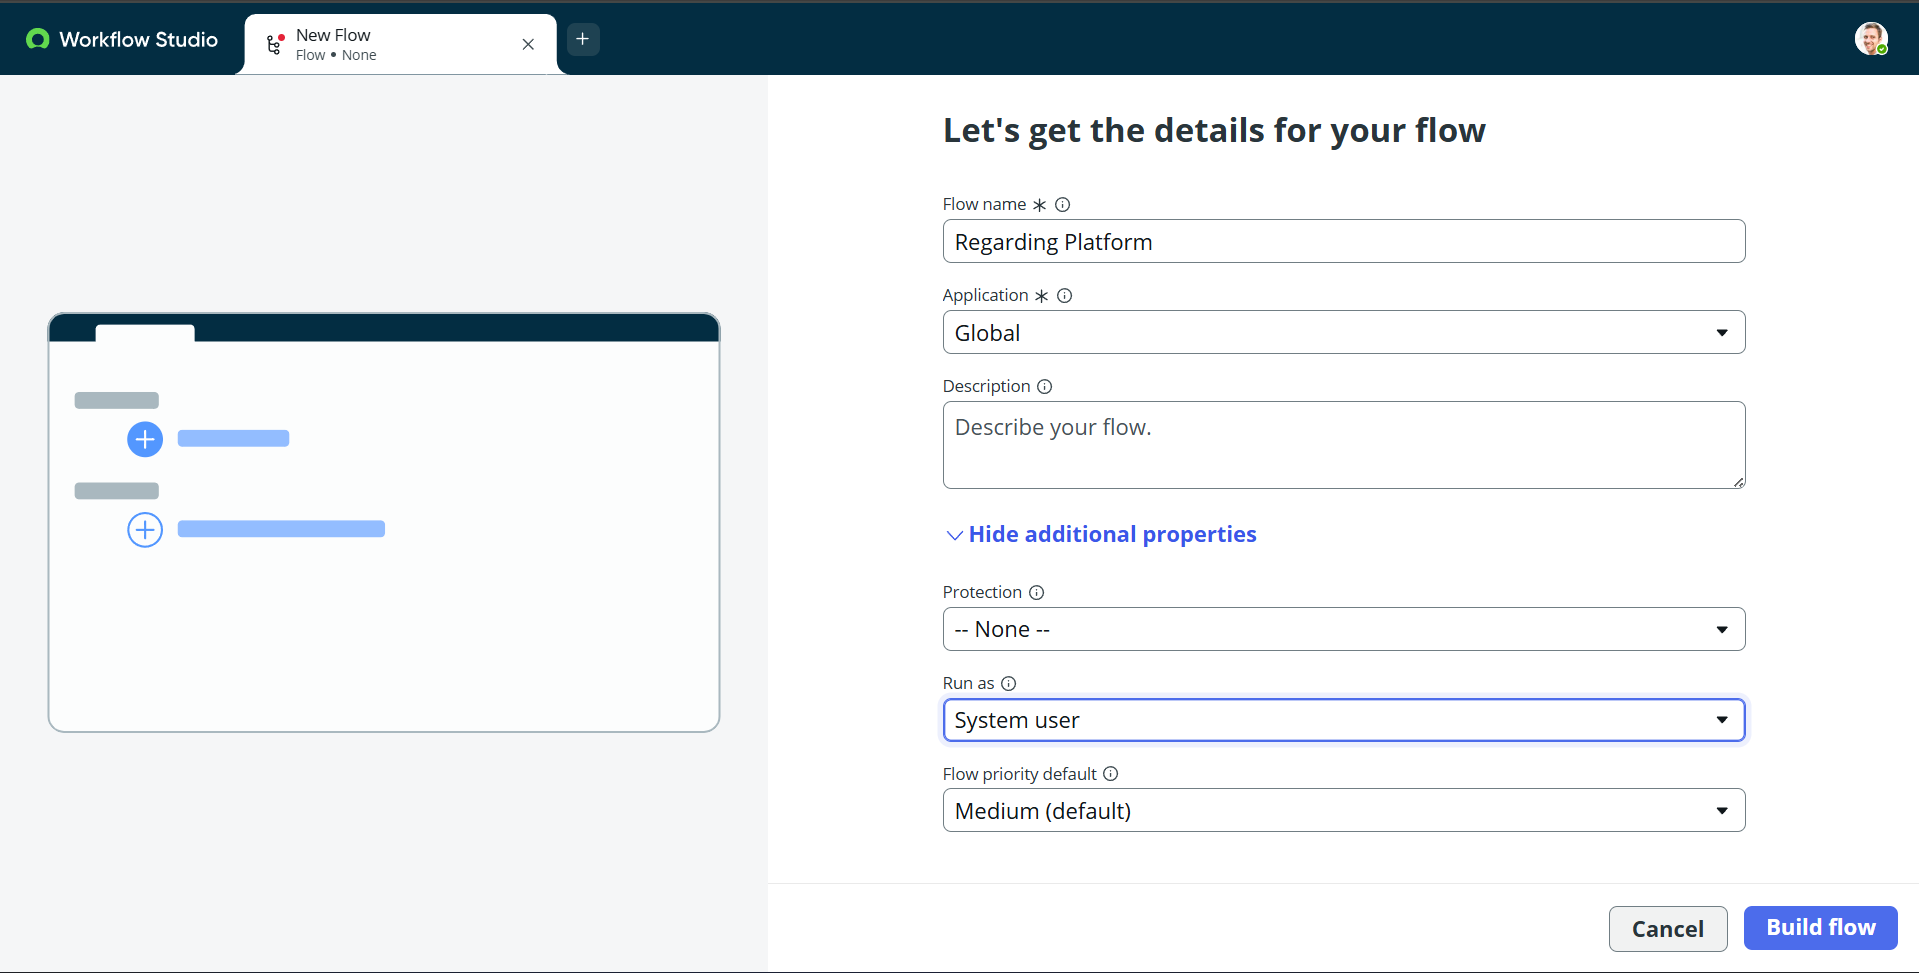 Workflow Studio
New Flow
Flow • None
Let's get the details for your flow
Flow name *
Regarding Platform
Application *
Global
Description
Describe your flow.
Hide additional properties
Protection
-- None --
Run as
System user
Flow priority default
Medium (default)
Cancel
Build flow